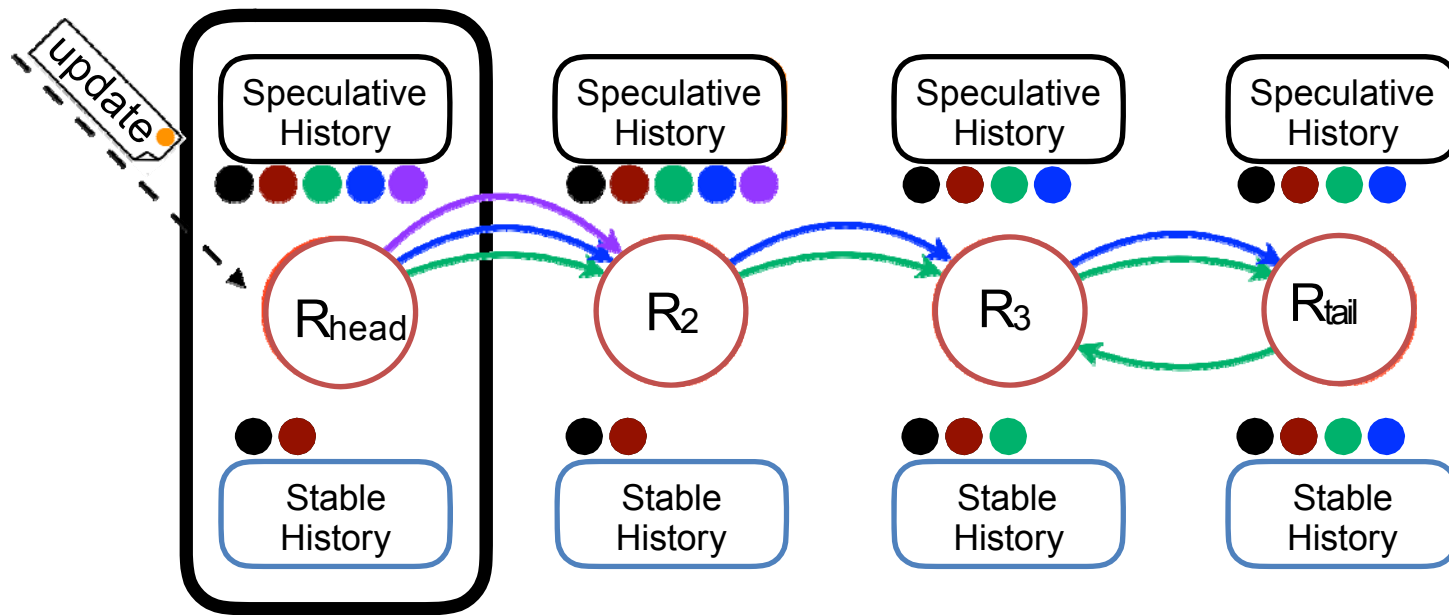 update
Speculative
History
Speculative
History
Speculative
History
Speculative
History
Rhead
R2
R3
Rtail
Stable
History
Stable
History
Stable
History
Stable
History